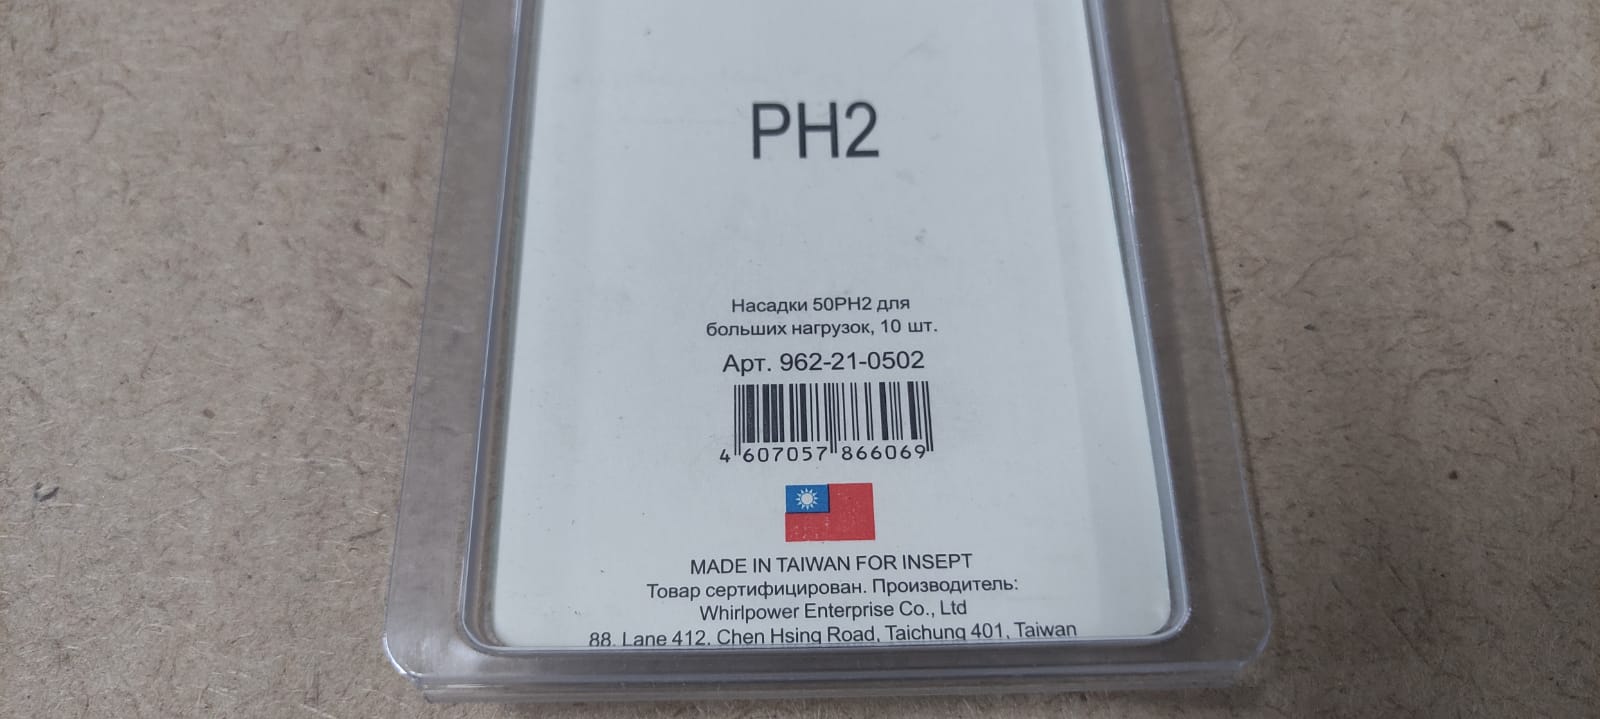 PH2
Насадки 50PH2 для
больших нагрузок, 10 шт.
Арт. 962-21-0502
4 607057 866069
MADE IN TAIWAN FOR INSEPT
Товар сертифицирован. Производитель:
Whirlpower Enterprise Co., Ltd
88, Lane 412, Chen Hsing Road, Taichung 401, Taiwan